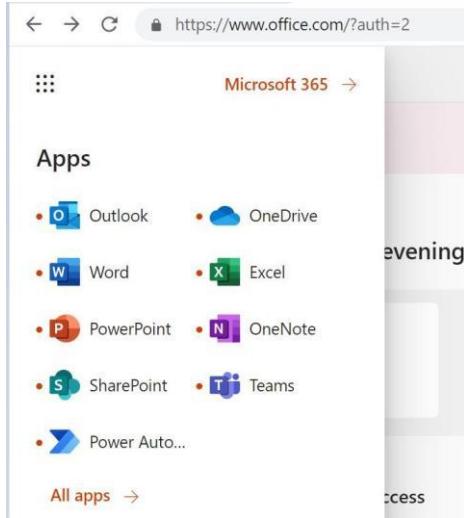 https://www.office.com/?auth=2
Microsoft 365 →
Apps
Outlook
OneDrive
evening
Word
Excel
PowerPoint
OneNote
SharePoint
Teams
Power Auto...
All apps →
ccess